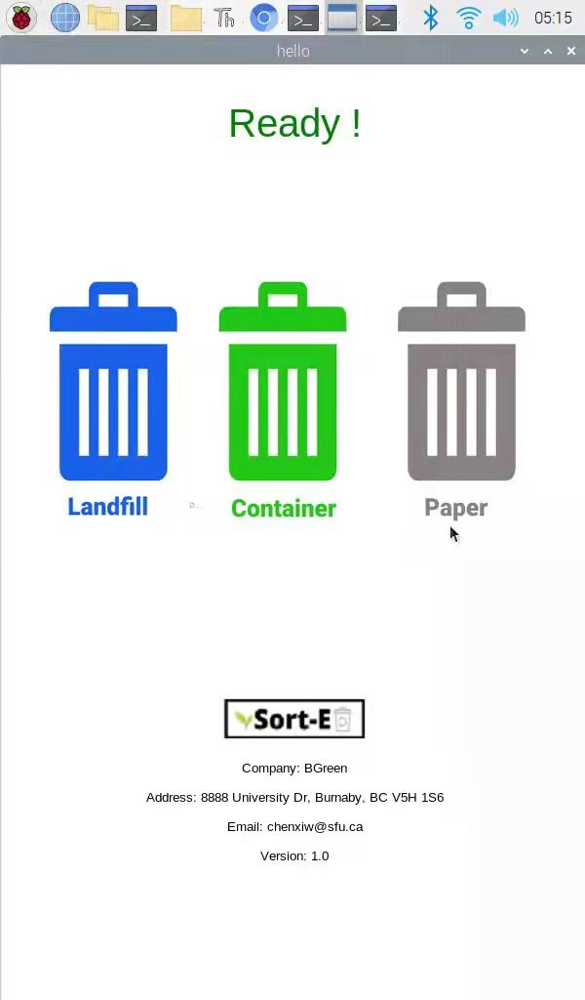 Th
>_
>_
>_
05:15
hello
Ready !
Landfill
Container
Paper
Sort-E
Company: BGreen
Address: 8888 University Dr, Burnaby, BC V5H 1S6
Email: chenxiw@sfu.ca
Version: 1.0